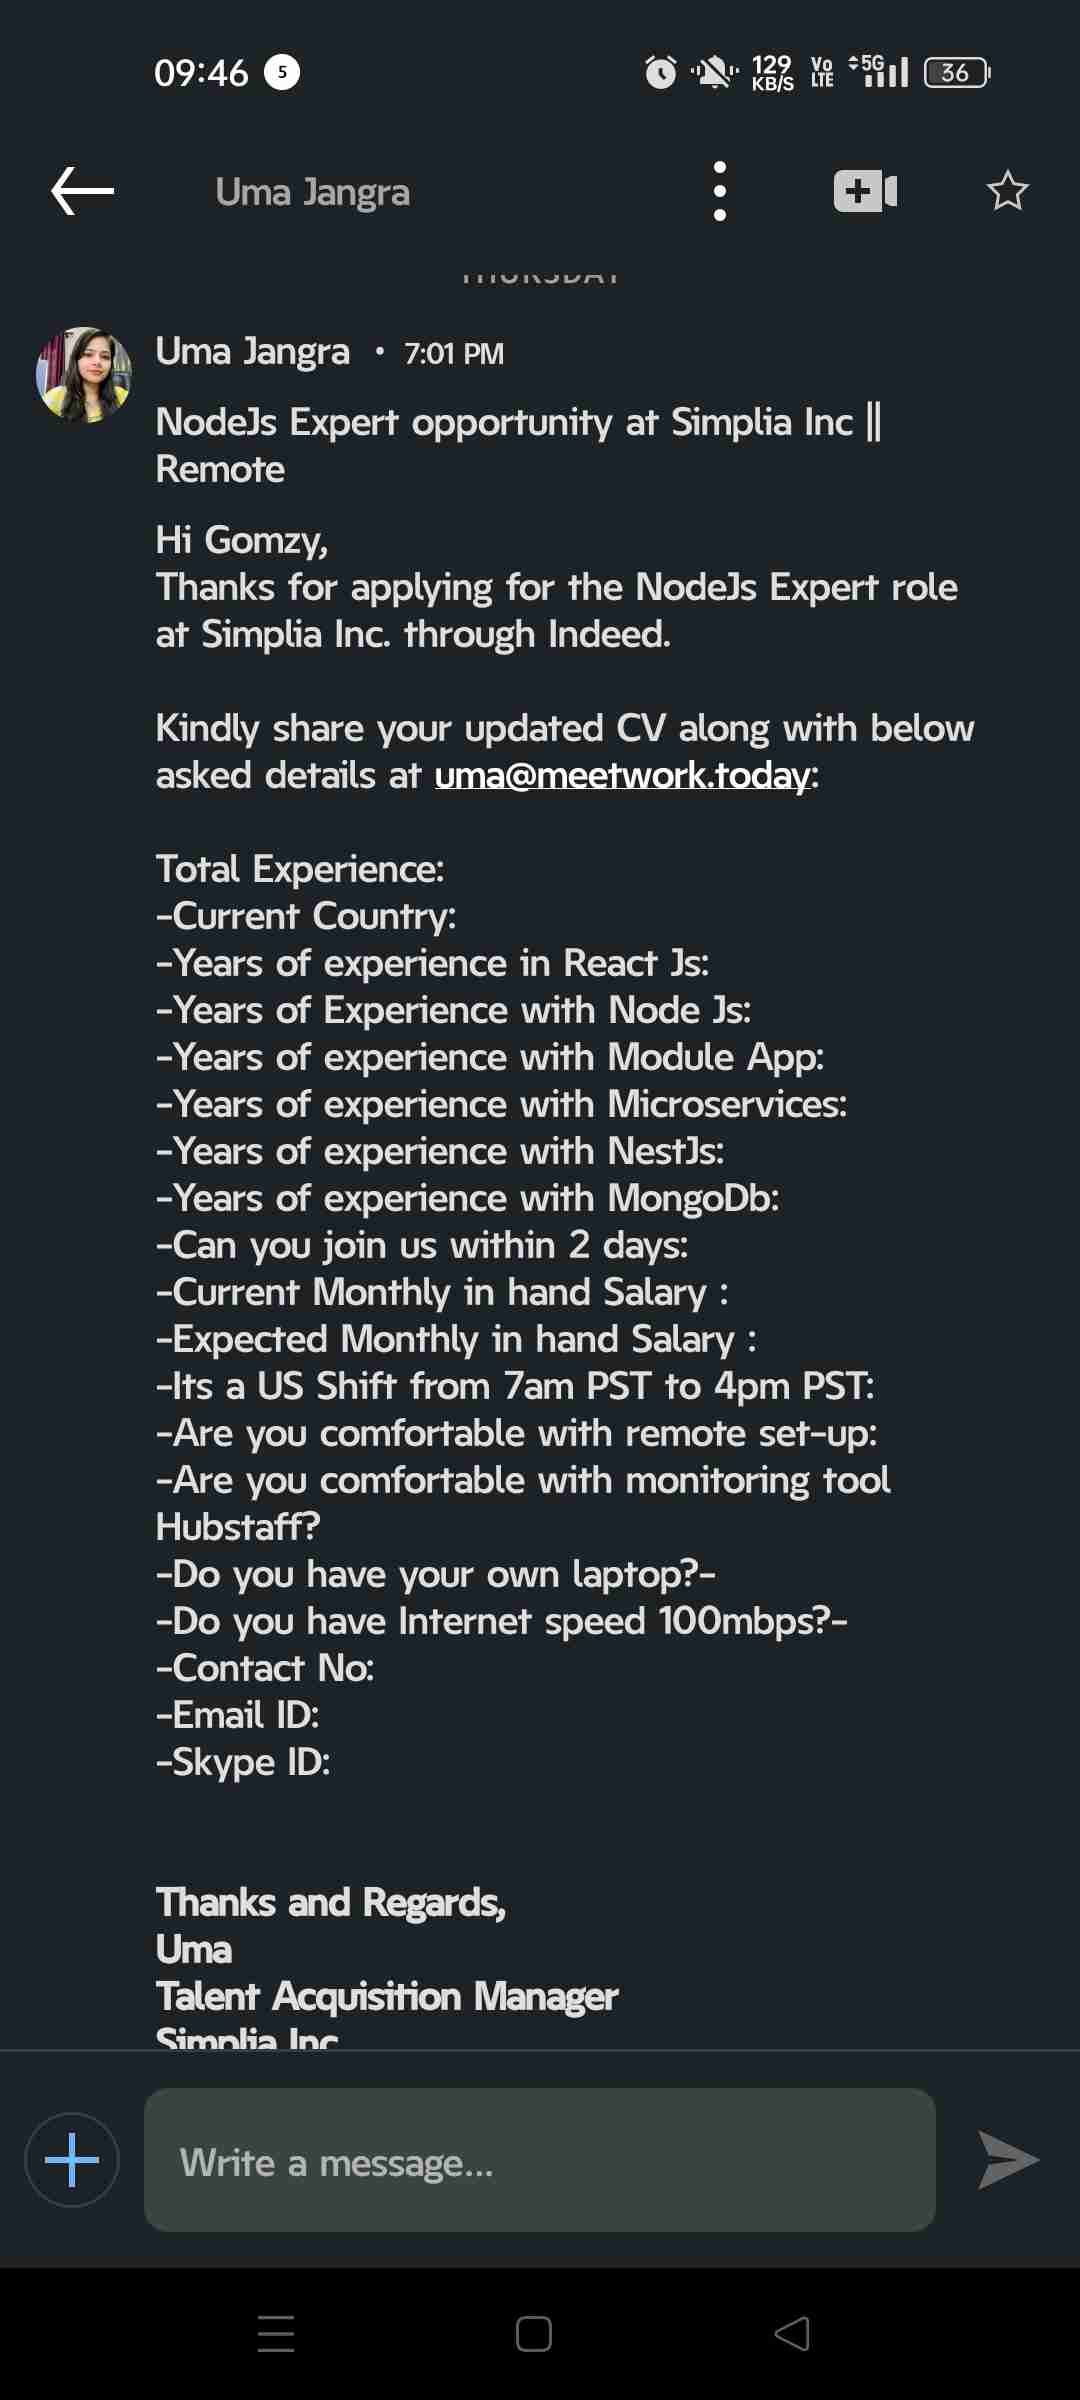 09:46 5 129 KB/S Vo LTE 5G 36
Uma Jangra
THURSDAY
Uma Jangra • 7:01 PM
NodeJs Expert opportunity at Simplia Inc ||
Remote
Hi Gomzy,
Thanks for applying for the NodeJs Expert role
at Simplia Inc. through Indeed.
Kindly share your updated CV along with below
asked details at uma@meetwork.today:
Total Experience:
-Current Country:
-Years of experience in React Js:
-Years of Experience with Node Js:
-Years of experience with Module App:
-Years of experience with Microservices:
-Years of experience with NestJs:
-Years of experience with MongoDb:
-Can you join us within 2 days:
-Current Monthly in hand Salary :
-Expected Monthly in hand Salary :
-Its a US Shift from 7am PST to 4pm PST:
-Are you comfortable with remote set-up:
-Are you comfortable with monitoring tool
Hubstaff?
-Do you have your own laptop?-
-Do you have Internet speed 100mbps?-
-Contact No:
-Email ID:
-Skype ID:
Thanks and Regards,
Uma
Talent Acquisition Manager
Simplia Inc
Write a message...